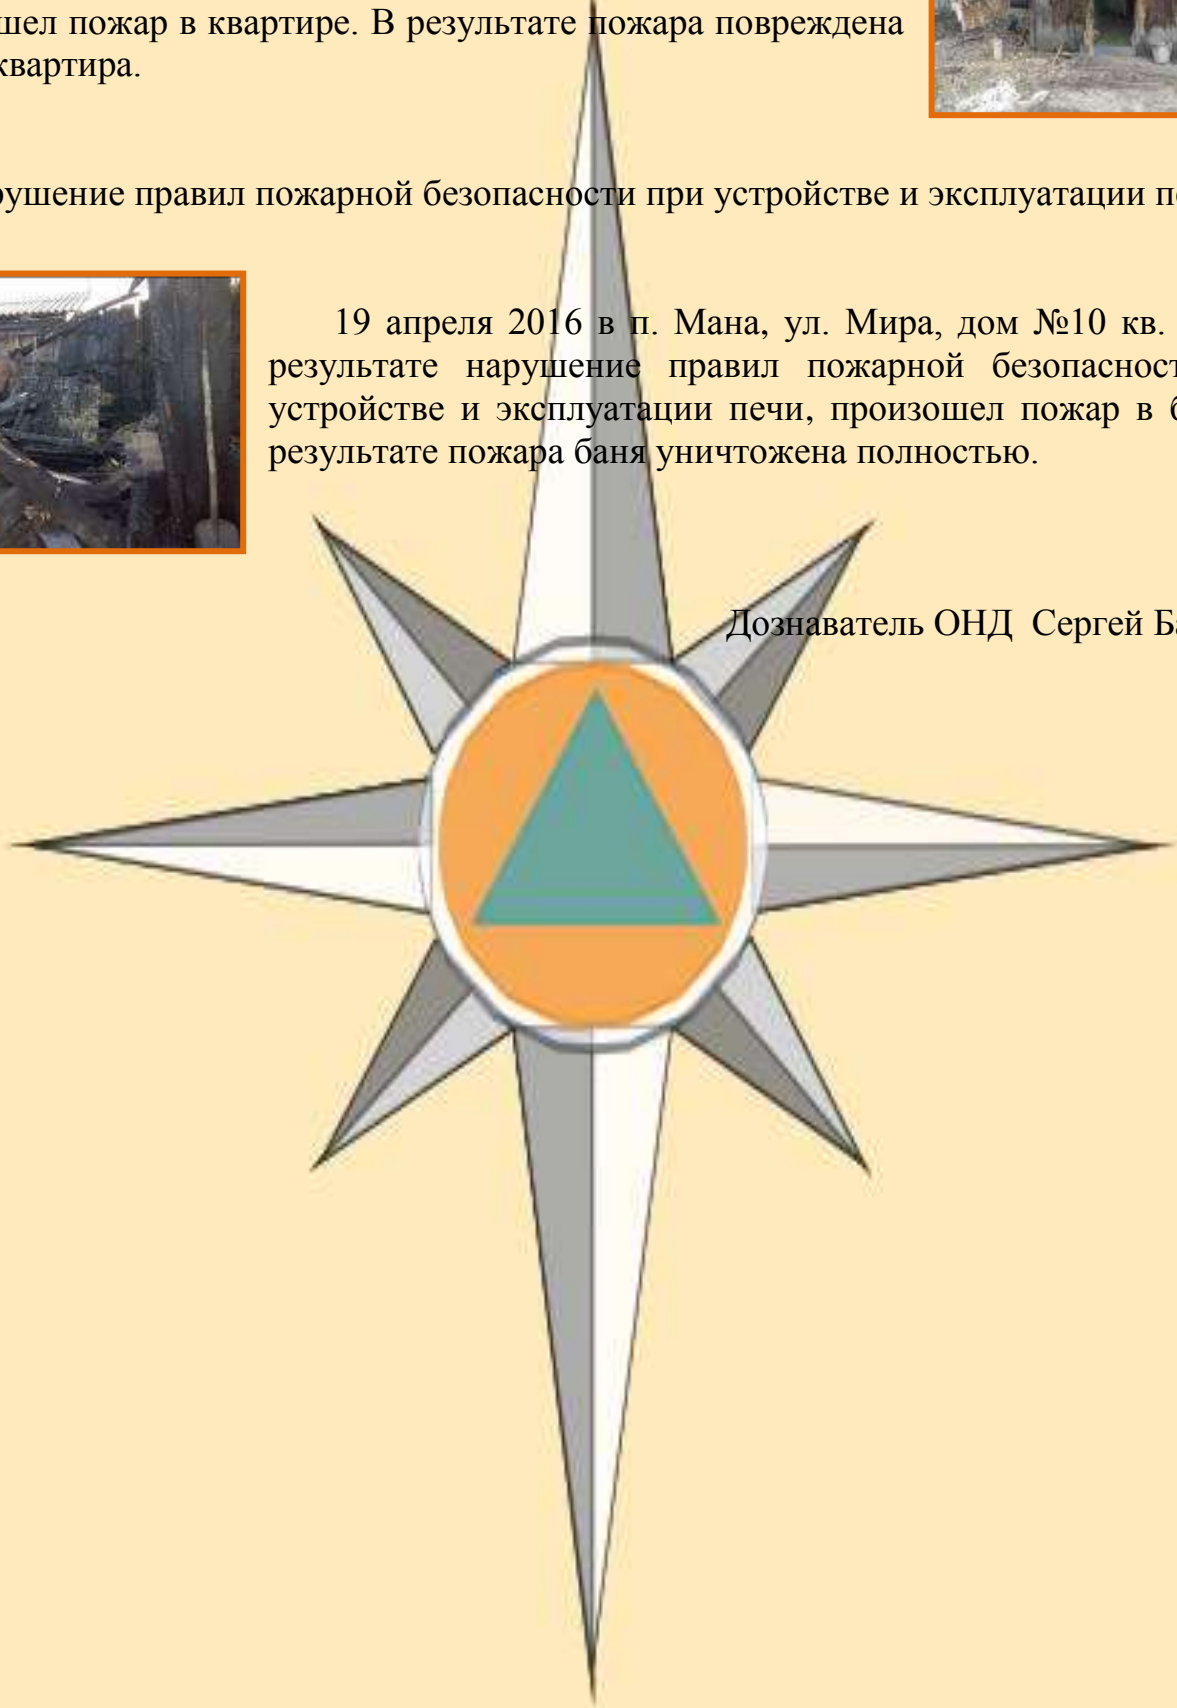 шел пожар в квартире. В результате пожара повреждена
квартира.
рушение правил пожарной безопасности при устройстве и эксплуатации
19 апреля 2016 в п. Мана, ул. Мира, дом №10 кв.
результате нарушение правил пожарной безопасност
устройстве и эксплуатации печи, произошел пожар в
результате пожара баня уничтожена полностью.
Дознаватель ОНД Сергей